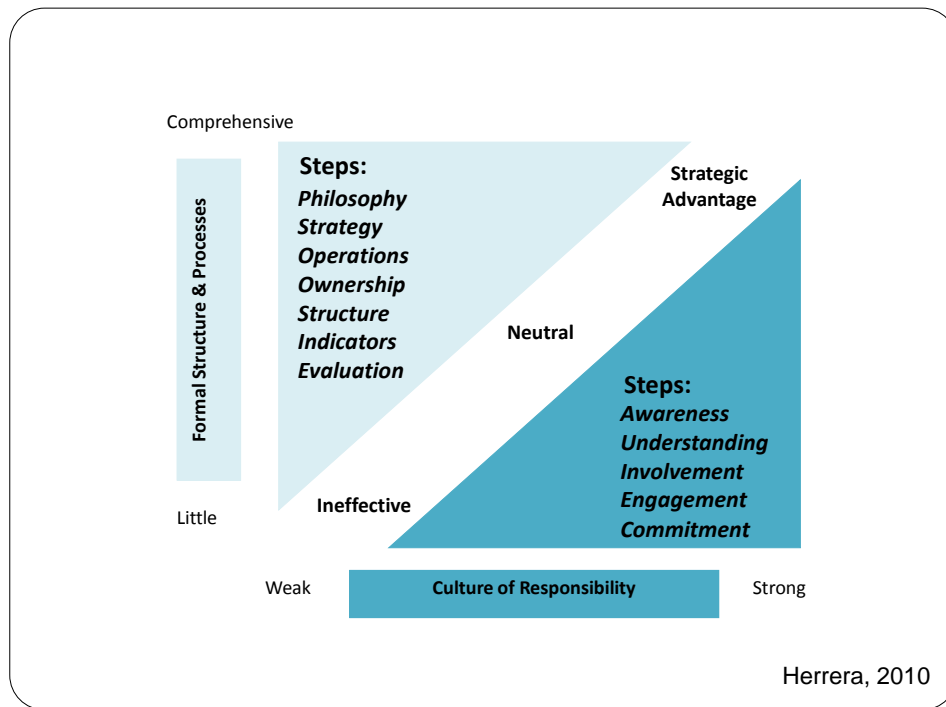 Comprehensive
Formal Structure & Processes
Little
Steps:
Philosophy
Strategy
Operations
Ownership
Structure
Indicators
Evaluation
Strategic
Advantage
Neutral
Ineffective
Steps:
Awareness
Understanding
Involvement
Engagement
Commitment
Weak
Culture of Responsibility
Strong
Herrera, 2010